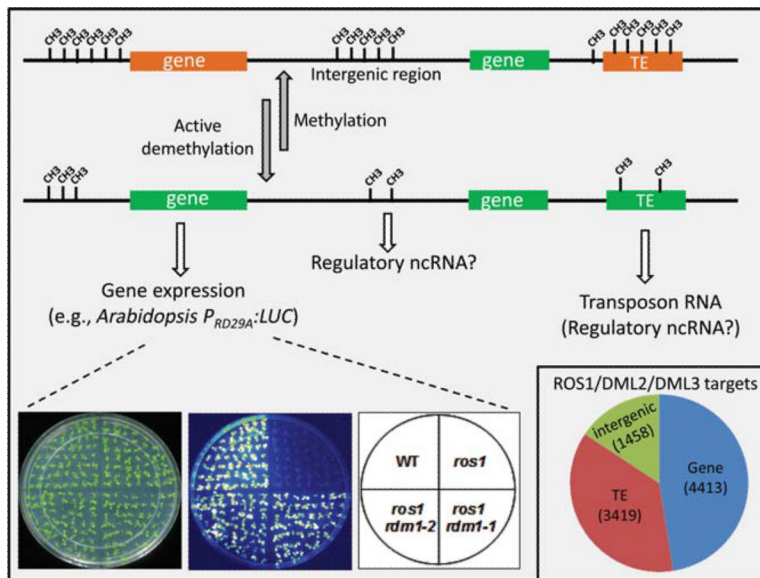 CH3 CH3 CH3 CH3 CH3 CH3
CH3 CH3 CH3 CH3 CH3
CH3 CH3 CH3 CH3 CH3 CH3
gene
Intergenic region
gene
TE
Active
demethylation
Methylation
CH3 CH3 CH3
CH3 CH3
CH3 CH3
gene
gene
TE
Gene expression
(e.g., Arabidopsis PRD29A:LUC)
Regulatory ncRNA?
Transposon RNA
(Regulatory ncRNA?)
WT
ros1
ros1
rdm1-2
ros1
rdm1-1
ROS1/DML2/DML3 targets
intergenic
(1458)
Gene
(4413)
TE
(3419)